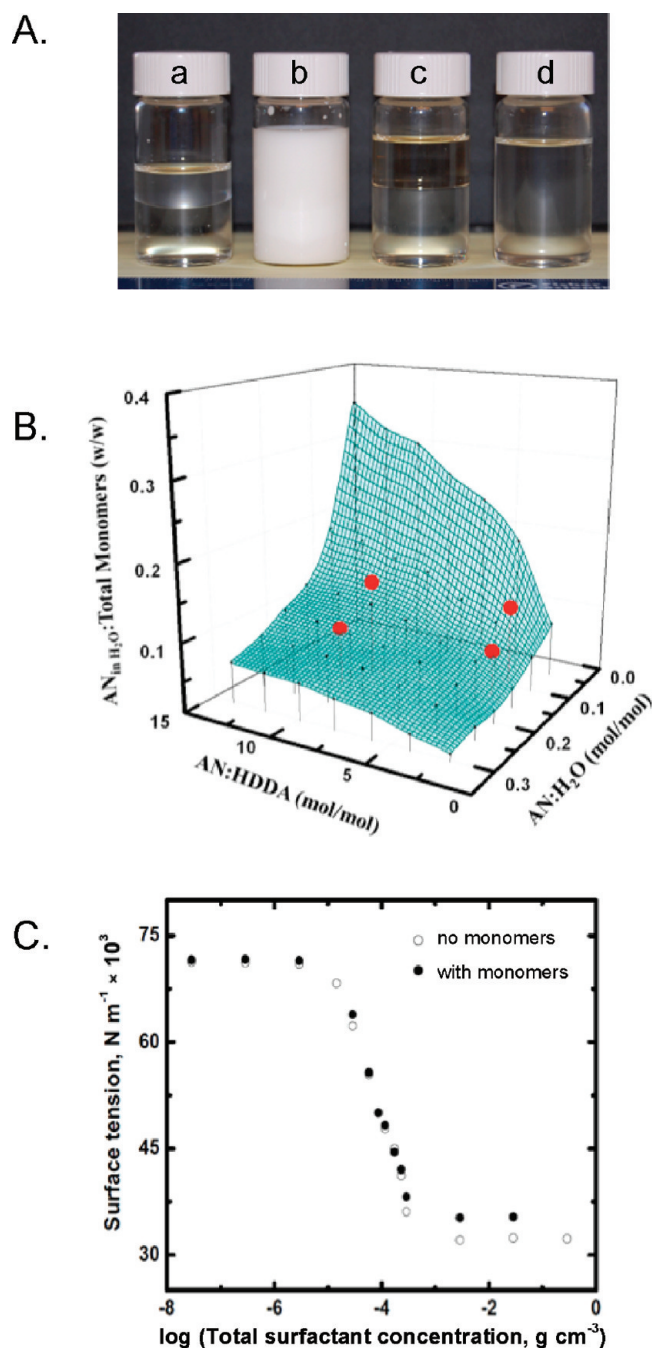 A.
a b c d
B.
0.4
0.3
0.2
0.1
AN_in H₂O:Total Monomers (w/w)
15
10
5
0
AN:HDDA (mol/mol)
0.0
0.1
0.2
0.3
AN:H₂O (mol/mol)
C.
75
60
45
30
Surface tension, N m⁻¹ × 10³
no monomers
with monomers
-8 -6 -4 -2 0
log (Total surfactant concentration, g cm⁻³)